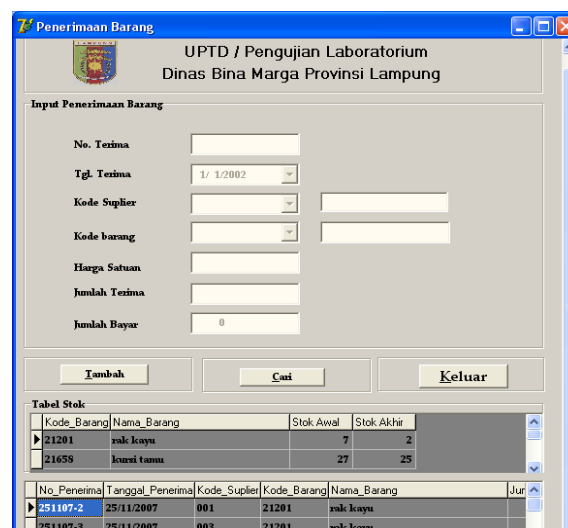 Penerimaan Barang
UPTD / Pengujian Laboratorium
Dinas Bina Marga Provinsi Lampung
Input Penerimaan Barang
No. Terima
Tgl. Terima 1/ 1/2002
Kode Suplier
Kode barang
Harga Satuan
Jumlah Terima
Jumlah Bayar 0
Tambah Cari Keluar
Tabel Stok
Kode_Barang Nama_Barang Stok Awal Stok Akhir
21201 rak kayu 7 2
21658 kursi tamu 27 25
No_Penerima Tanggal_Penerima Kode_Suplier Kode_Barang Nama_Barang Jur
251107-2 25/11/2007 001 21201 rak kayu
251107-3 25/11/2007 003 21201 rak kayu